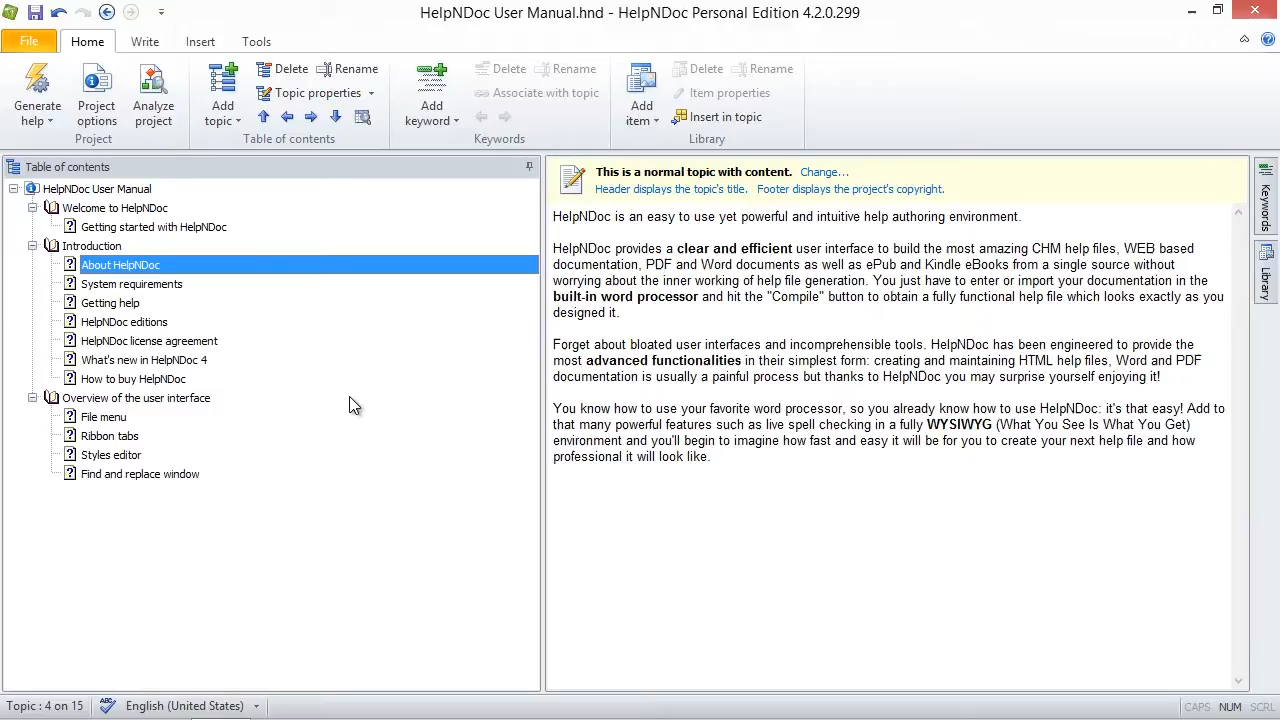 HelpNDoc User Manual.hnd - HelpNDoc Personal Edition 4.2.0.299
File Home Write Insert Tools
Generate help
Project options
Analyze project
Project
Add topic
Delete Rename
Topic properties
Table of contents
Add keyword
Delete Rename
Associate with topic
Keywords
Add item
Delete Rename
Item properties
Insert in topic
Library
Table of contents
HelpNDoc User Manual
Welcome to HelpNDoc
Getting started with HelpNDoc
Introduction
About HelpNDoc
System requirements
Getting help
HelpNDoc editions
HelpNDoc license agreement
What's new in HelpNDoc 4
How to buy HelpNDoc
Overview of the user interface
File menu
Ribbon tabs
Styles editor
Find and replace window
This is a normal topic with content. Change...
Header displays the topic's title. Footer displays the project's copyright.
HelpNDoc is an easy to use yet powerful and intuitive help authoring environment.
HelpNDoc provides a clear and efficient user interface to build the most amazing CHM help files, WEB based
documentation, PDF and Word documents as well as ePub and Kindle eBooks from a single source without
worrying about the inner working of help file generation. You just have to enter or import your documentation in the
built-in word processor and hit the "Compile" button to obtain a fully functional help file which looks exactly as you
designed it.
Forget about bloated user interfaces and incomprehensible tools. HelpNDoc has been engineered to provide the
most advanced functionalities in their simplest form: creating and maintaining HTML help files, Word and PDF
documentation is usually a painful process but thanks to HelpNDoc you may surprise yourself enjoying it!
You know how to use your favorite word processor, so you already know how to use HelpNDoc: it's that easy! Add to
that many powerful features such as live spell checking in a fully WYSIWYG (What You See Is What You Get)
environment and you'll begin to imagine how fast and easy it will be for you to create your next help file and how
professional it will look like.
Keywords
Library
Topic : 4 on 15
ABC
English (United States)
CAPS NUM SCRL